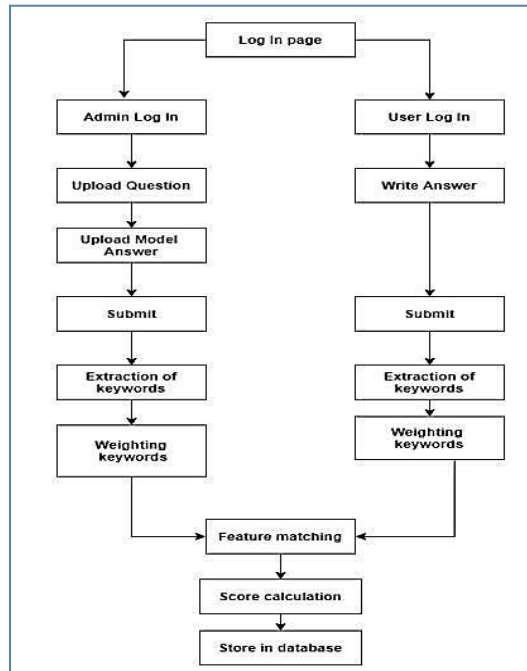 Log In page
Admin Log In
User Log In
Upload Question
Write Answer
Upload Model
Answer
Submit
Submit
Extraction of
keywords
Extraction of
keywords
Weighting
keywords
Weighting
keywords
Feature matching
Score calculation
Store in database